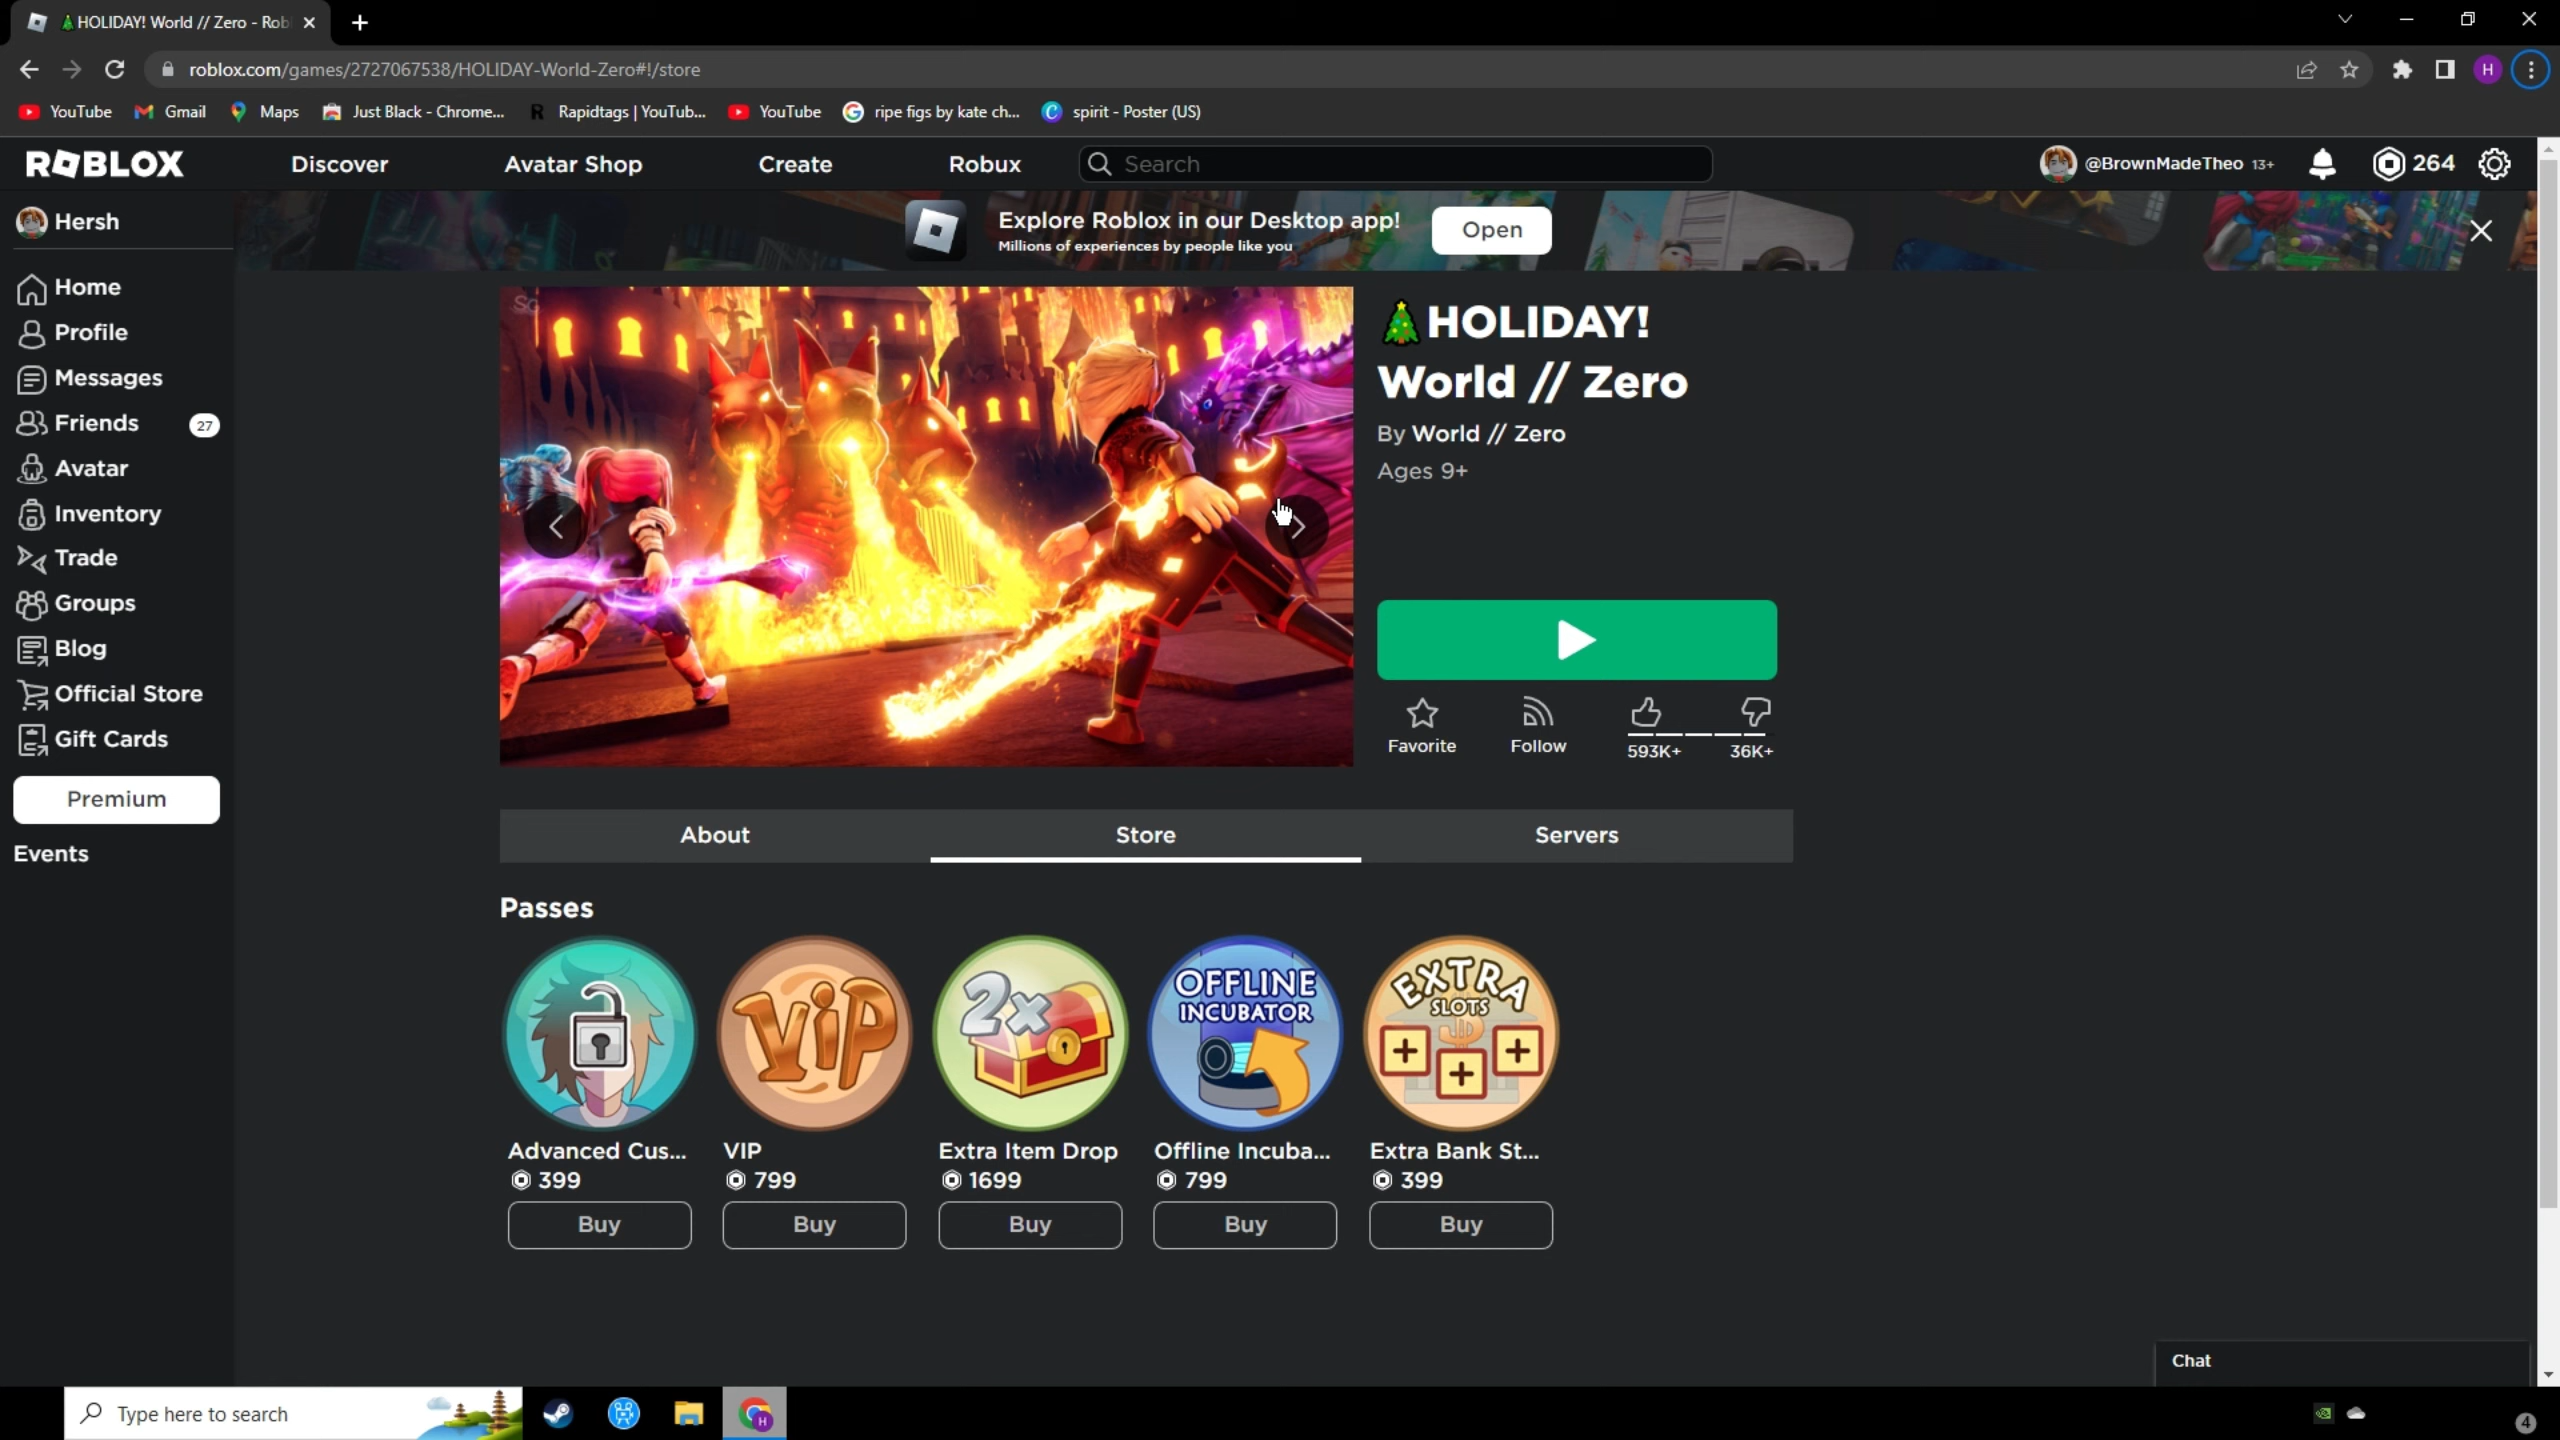 🎄HOLIDAY! World // Zero - Rob
roblox.com/games/2727067538/HOLIDAY-World-Zero#!/store
H
YouTube
Gmail
Maps
Just Black - Chrome...
Rapidtags | YouTub...
YouTube
ripe figs by kate ch...
spirit - Poster (US)
ROBLOX
Discover
Avatar Shop
Create
Robux
Search
@BrownMadeTheo 13+
264
Hersh
Explore Roblox in our Desktop app!
Millions of experiences by people like you
Open
Home
Profile
Messages
Friends 27
Avatar
Inventory
Trade
Groups
Blog
Official Store
Gift Cards
Premium
Events
🎄HOLIDAY!
World // Zero
By World // Zero
Ages 9+
Favorite
Follow
593K+
36K+
About
Store
Servers
Passes
ViP
2x
OFFLINE
INCUBATOR
EXTRA
SLOTS
Advanced Cus...
399
Buy
VIP
799
Buy
Extra Item Drop
1699
Buy
Offline Incuba...
799
Buy
Extra Bank St...
399
Buy
Chat
Type here to search
H
4